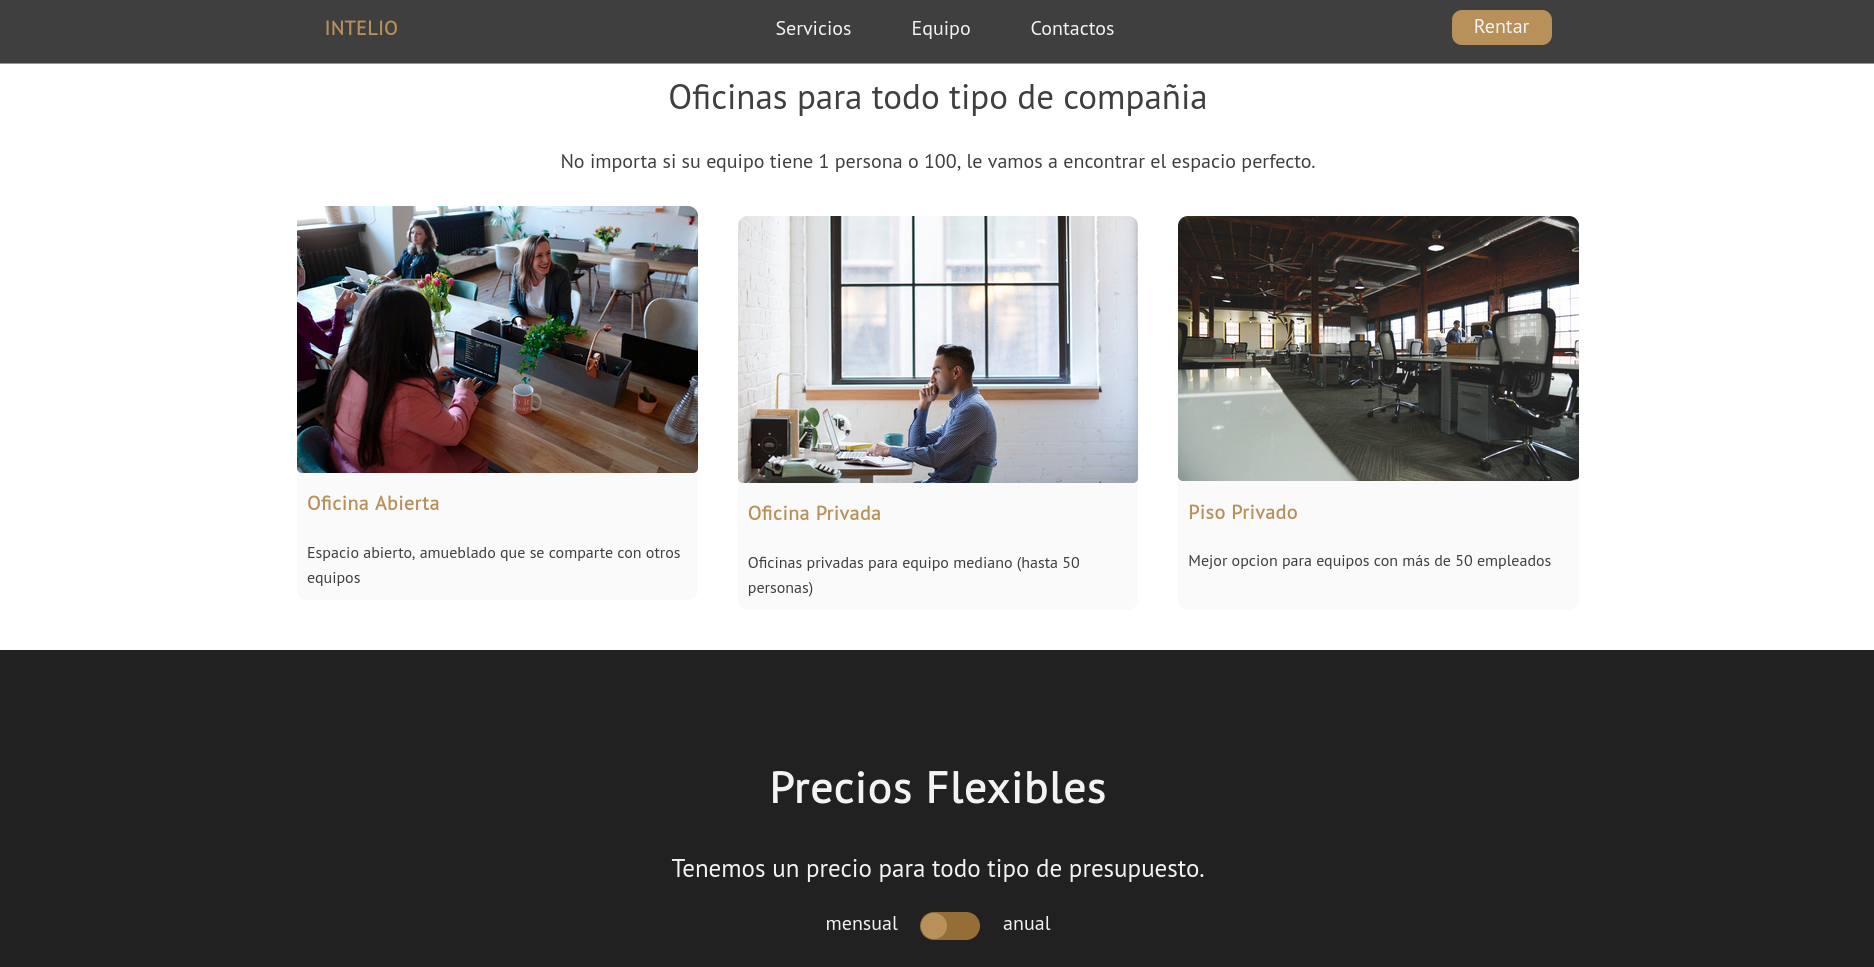 INTELIO
Servicios
Equipo
Contactos
Rentar
Oficinas para todo tipo de compañia
No importa si su equipo tiene 1 persona o 100, le vamos a encontrar el espacio perfecto.
Oficina Abierta
Espacio abierto, amueblado que se comparte con otros
equipos
Oficina Privada
Oficinas privadas para equipo mediano (hasta 50
personas)
Piso Privado
Mejor opcion para equipos con más de 50 empleados
Precios Flexibles
Tenemos un precio para todo tipo de presupuesto.
mensual
anual